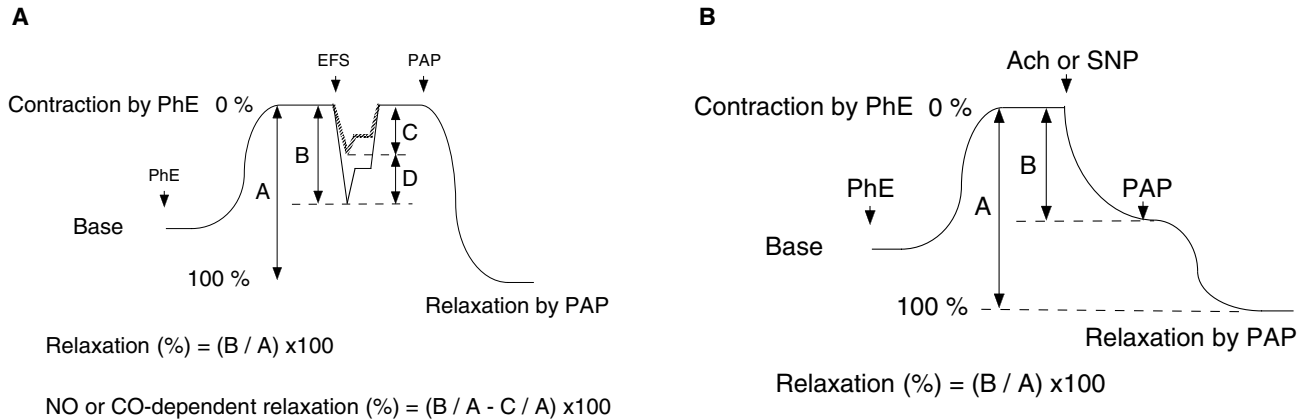 A
EFS
PAP
Contraction by PhE 0 %
C
B
D
PhE
A
Base
100 %
Relaxation by PAP
Relaxation (%) = (B / A) x100
NO or CO-dependent relaxation (%) = (B / A - C / A) x100
B
Ach or SNP
Contraction by PhE 0 %
B
PhE
PAP
A
Base
100 %
Relaxation by PAP
Relaxation (%) = (B / A) x100